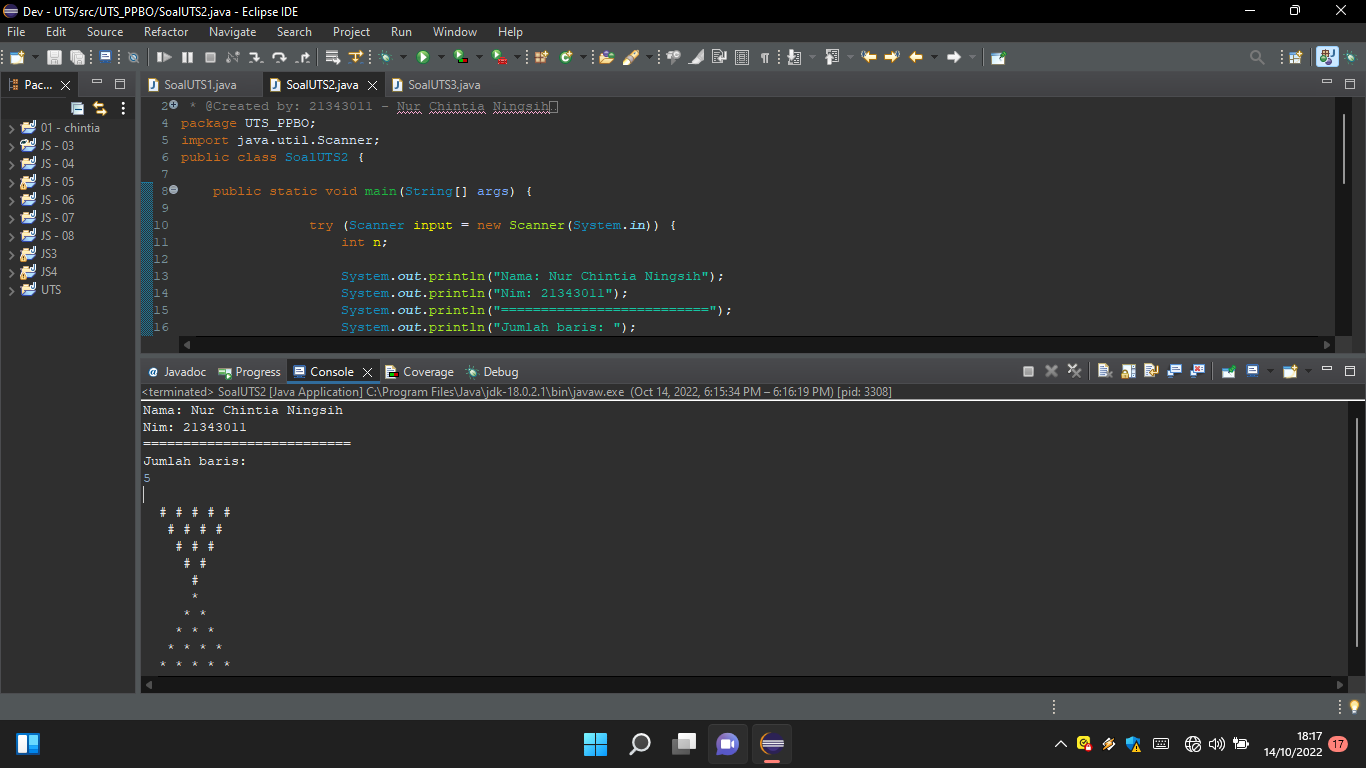 Dev - UTS/src/UTS_PPBO/SoalUTS2.java - Eclipse IDE
File Edit Source Refactor Navigate Search Project Run Window Help
Pac...
SoalUTS1.java SoalUTS2.java SoalUTS3.java
01 - chintia
JS - 03
JS - 04
JS - 05
JS - 06
JS - 07
JS - 08
JS3
JS4
UTS
2 * @Created by: 21343011 - Nur Chintia Ningsih
4 package UTS_PPBO;
5 import java.util.Scanner;
6 public class SoalUTS2 {
7
8 public static void main(String[] args) {
9
10 try (Scanner input = new Scanner(System.in)) {
11 int n;
12
13 System.out.println("Nama: Nur Chintia Ningsih");
14 System.out.println("Nim: 21343011");
15 System.out.println("==========================");
16 System.out.println("Jumlah baris: ");
Javadoc Progress Console Coverage Debug
<terminated> SoalUTS2 [Java Application] C:\Program Files\Java\jdk-18.0.2.1\bin\javaw.exe (Oct 14, 2022, 6:15:34 PM – 6:16:19 PM) [pid: 3308]
Nama: Nur Chintia Ningsih
Nim: 21343011
==========================
Jumlah baris:
5
# # # # #
# # # #
# # #
# #
#
*
* *
* * *
* * * *
* * * * *
18:17
14/10/2022
17